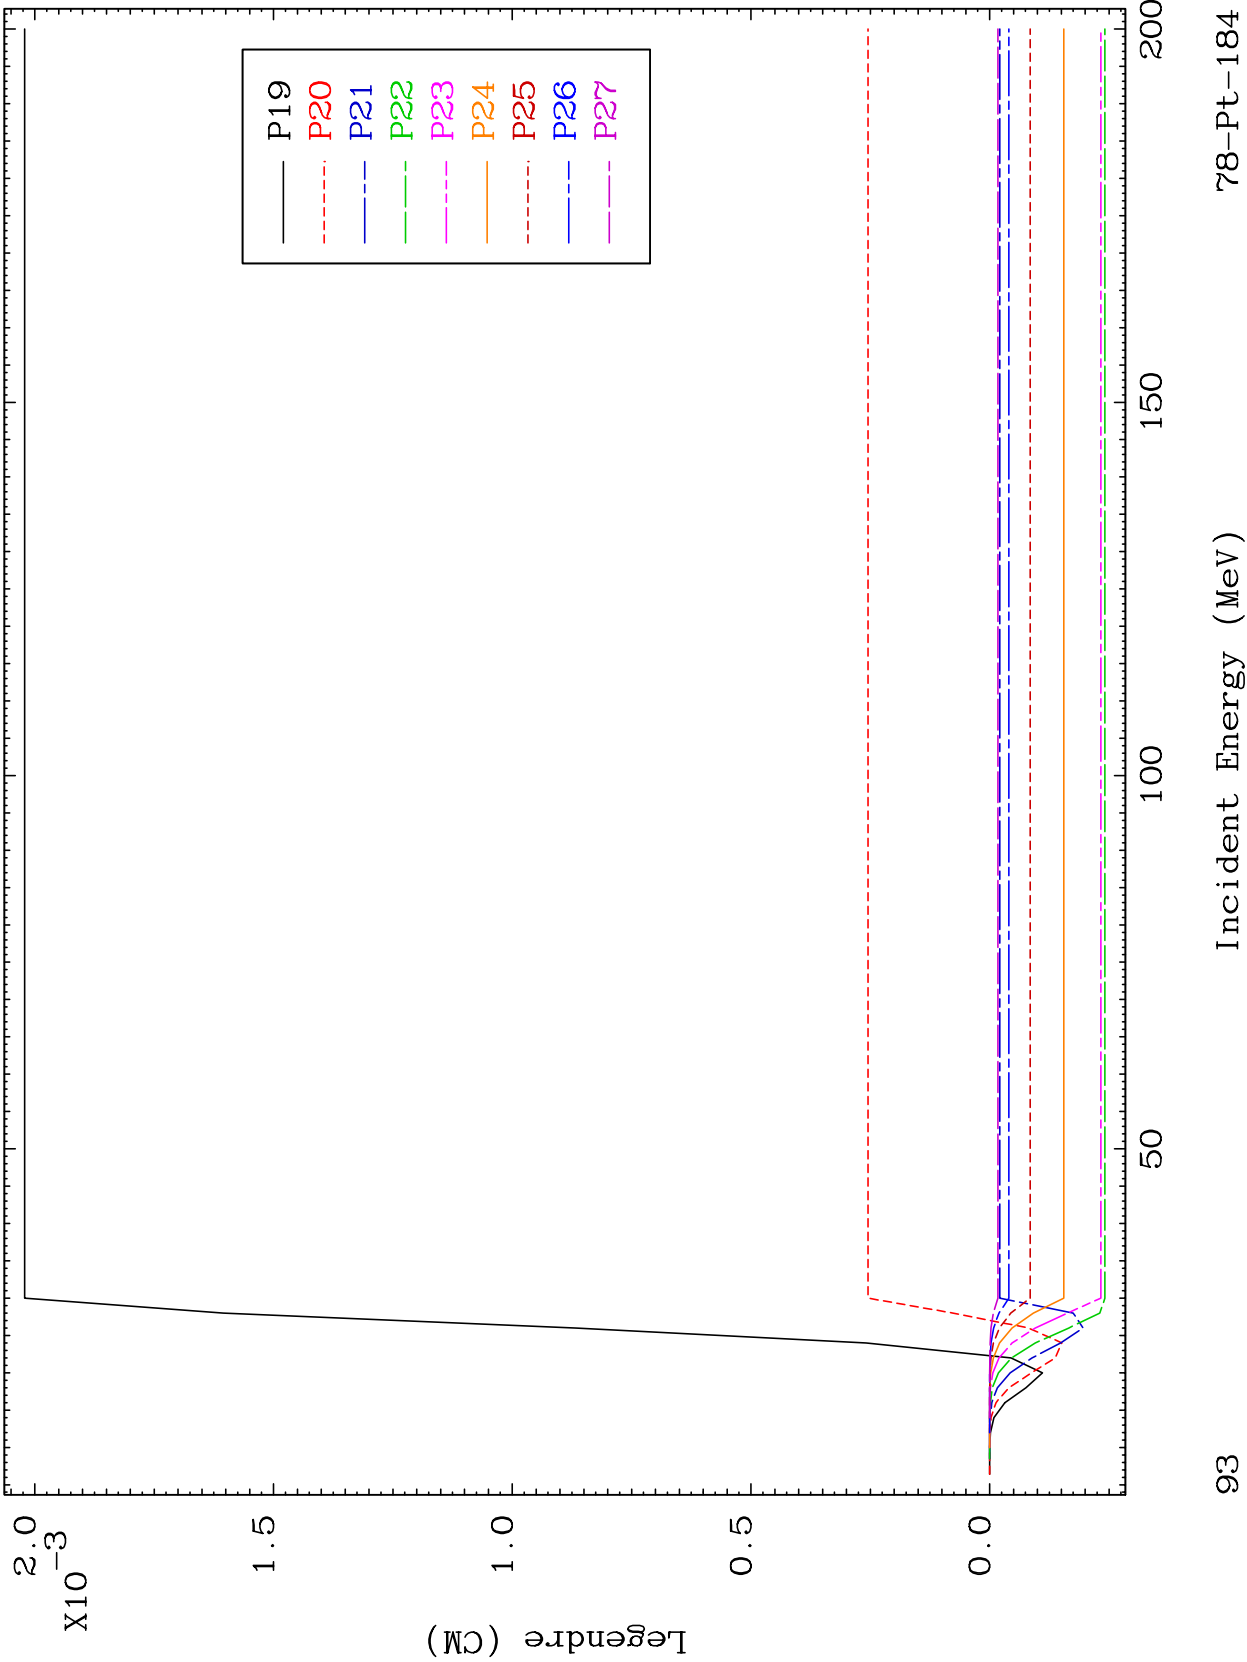 2.0
X10-3
1.5
1.0
0.5
0.0
Legendre (CM)
P19
P20
P21
P22
P23
P24
P25
P26
P27
50
100
150
200
93
Incident Energy (MeV)
78-Pt-184